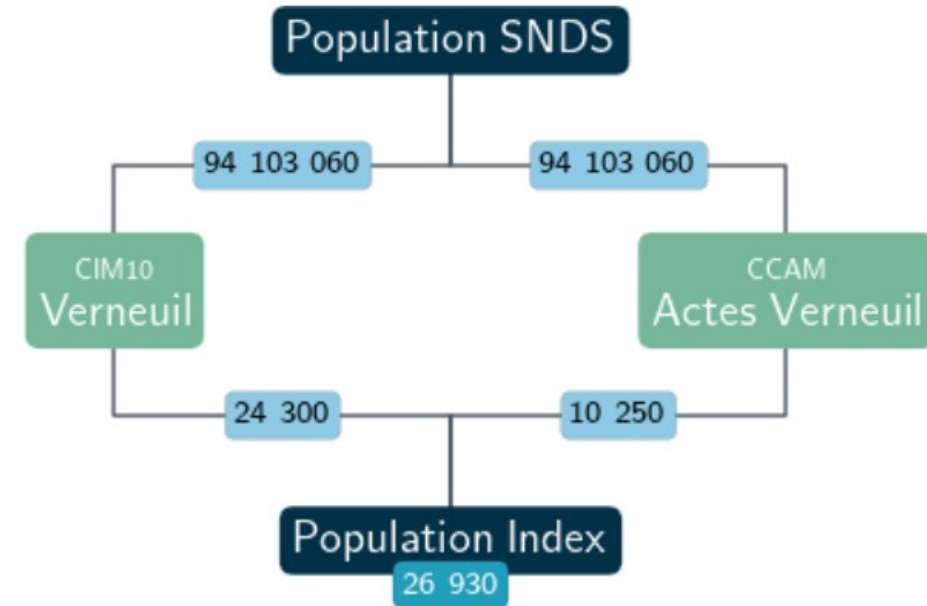 Population SNDS
94 103 060
94 103 060
CIM10
Verneuil
CCAM
Actes Verneuil
24 300
10 250
Population Index
26 930